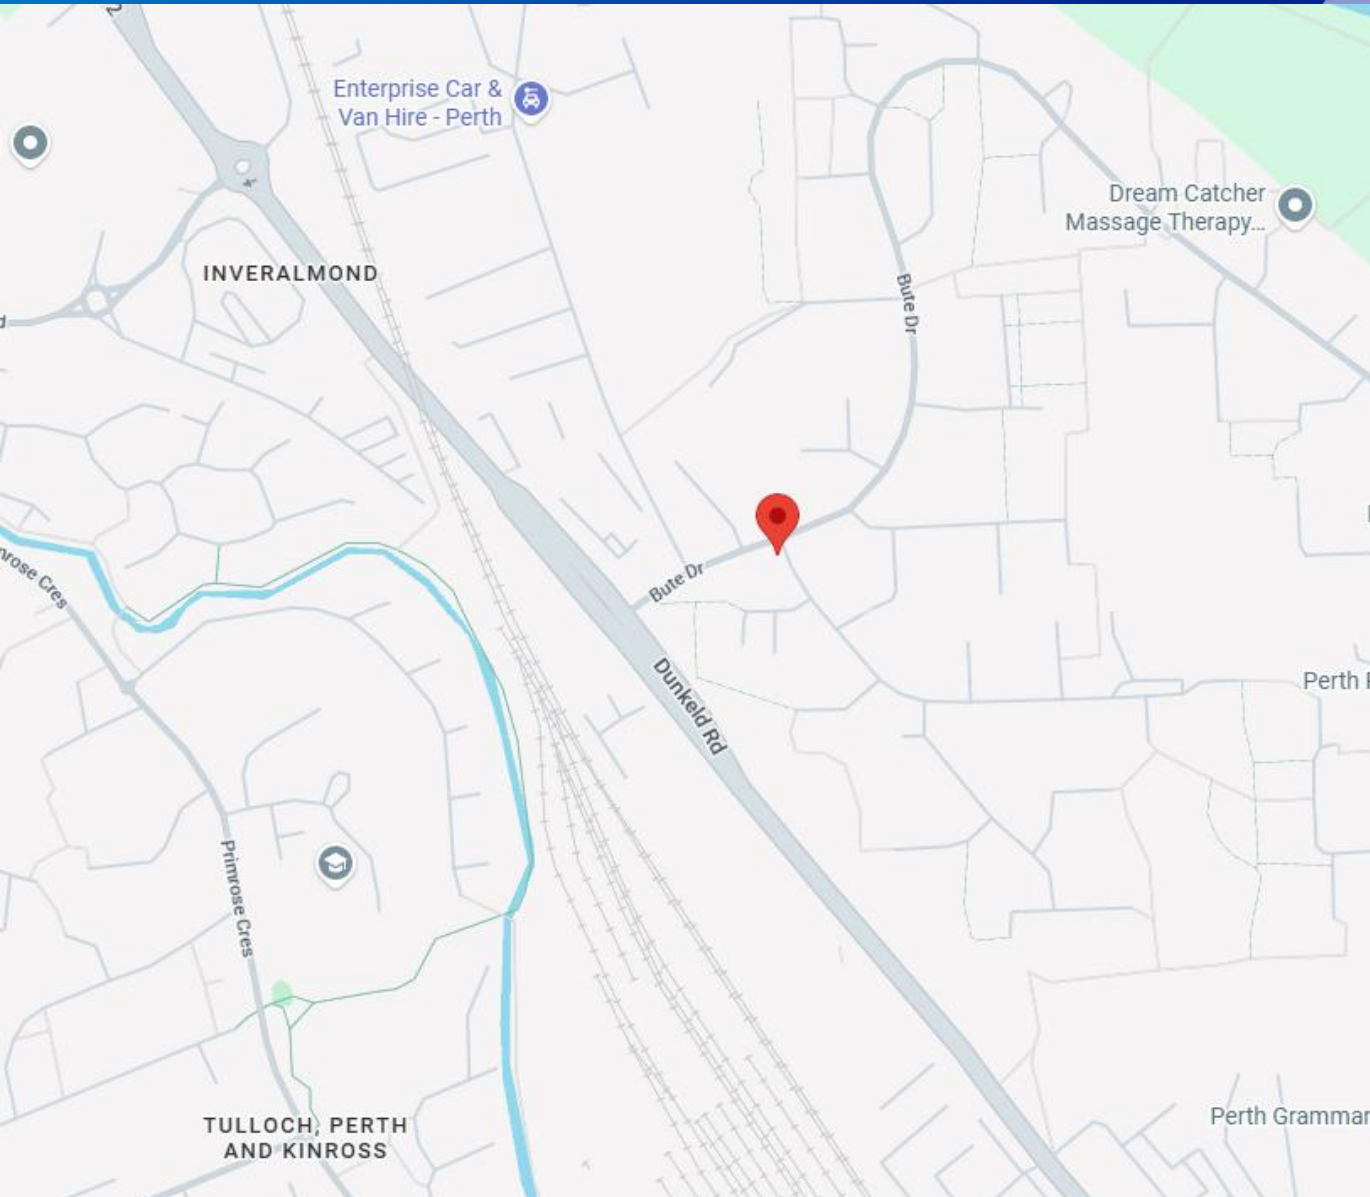 Enterprise Car &
Van Hire - Perth
Dream Catcher
Massage Therapy...
INVERALMOND
Bute Dr
Bute Dr
Primrose Cres
Dunkeld Rd
Perth
Primrose Cres
TULLOCH, PERTH
AND KINROSS
Perth Grammar